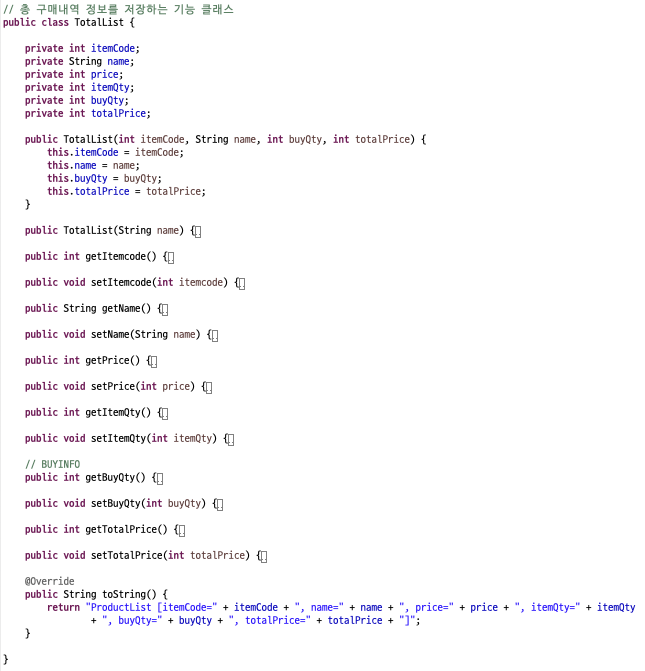 // 총 구매내역 정보를 저장하는 기능 클래스
public class TotalList {
private int itemCode;
private String name;
private int price;
private int itemQty;
private int buyQty;
private int totalPrice;
public TotalList(int itemCode, String name, int buyQty, int totalPrice) {
this.itemCode = itemCode;
this.name = name;
this.buyQty = buyQty;
this.totalPrice = totalPrice;
}
public TotalList(String name) {
public int getItemcode() {
public void setItemcode(int itemcode) {
public String getName() {
public void setName(String name) {
public int getPrice() {
public void setPrice(int price) {
public int getItemQty() {
public void setItemQty(int itemQty) {
// BUYINFO
public int getBuyQty() {
public void setBuyQty(int buyQty) {
public int getTotalPrice() {
public void setTotalPrice(int totalPrice) {
@Override
public String toString() {
return "ProductList [itemCode=" + itemCode + ", name=" + name + ", price=" + price + ", itemQty=" + itemQty
+ ", buyQty=" + buyQty + ", totalPrice=" + totalPrice + "]";
}
}